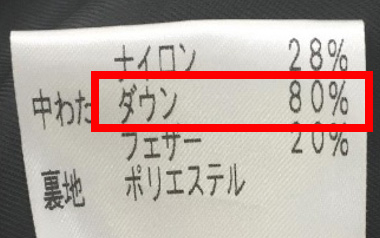 ナイロン 28%
中わた ダウン 80%
フェザー 20%
裏地 ポリエステル